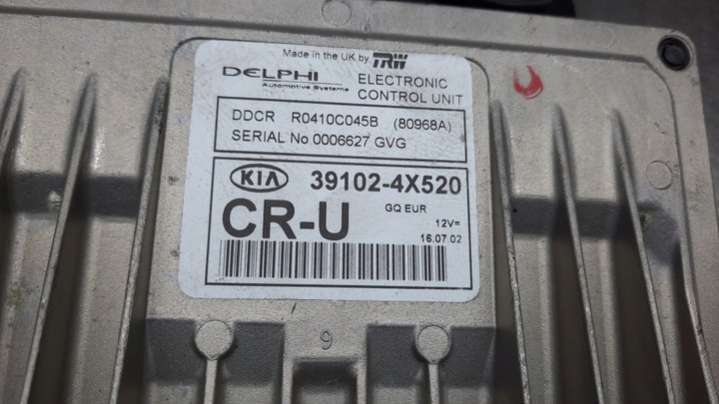 Made in the UK by TRW
DELPHI
Automotive Systems
ELECTRONIC
CONTROL UNIT
DDCR R0410C045B (80968A)
SERIAL No 0006627 GVG
KIA 39102-4X520
CR-U
GQ EUR
12V=
16.07.02
9